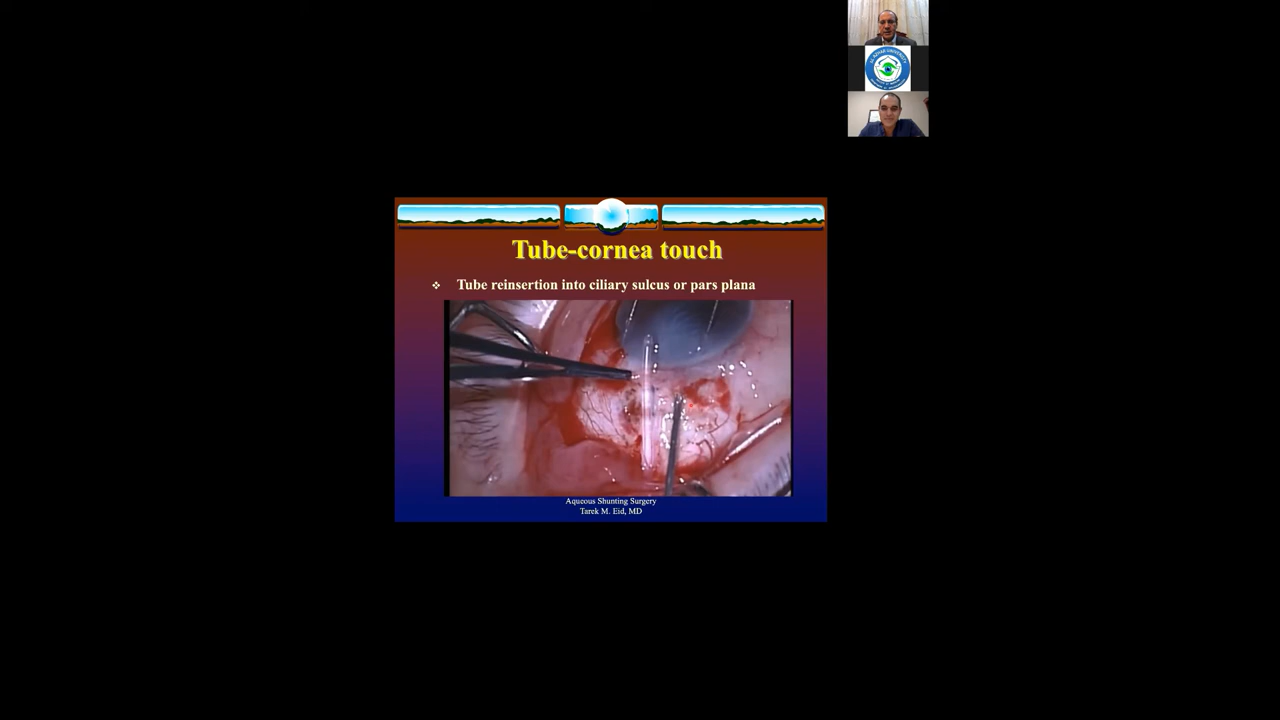 Tube-cornea touch
Tube reinsertion into ciliary sulcus or pars plana
Aqueous Shunting Surgery
Tarek M. Eid, MD